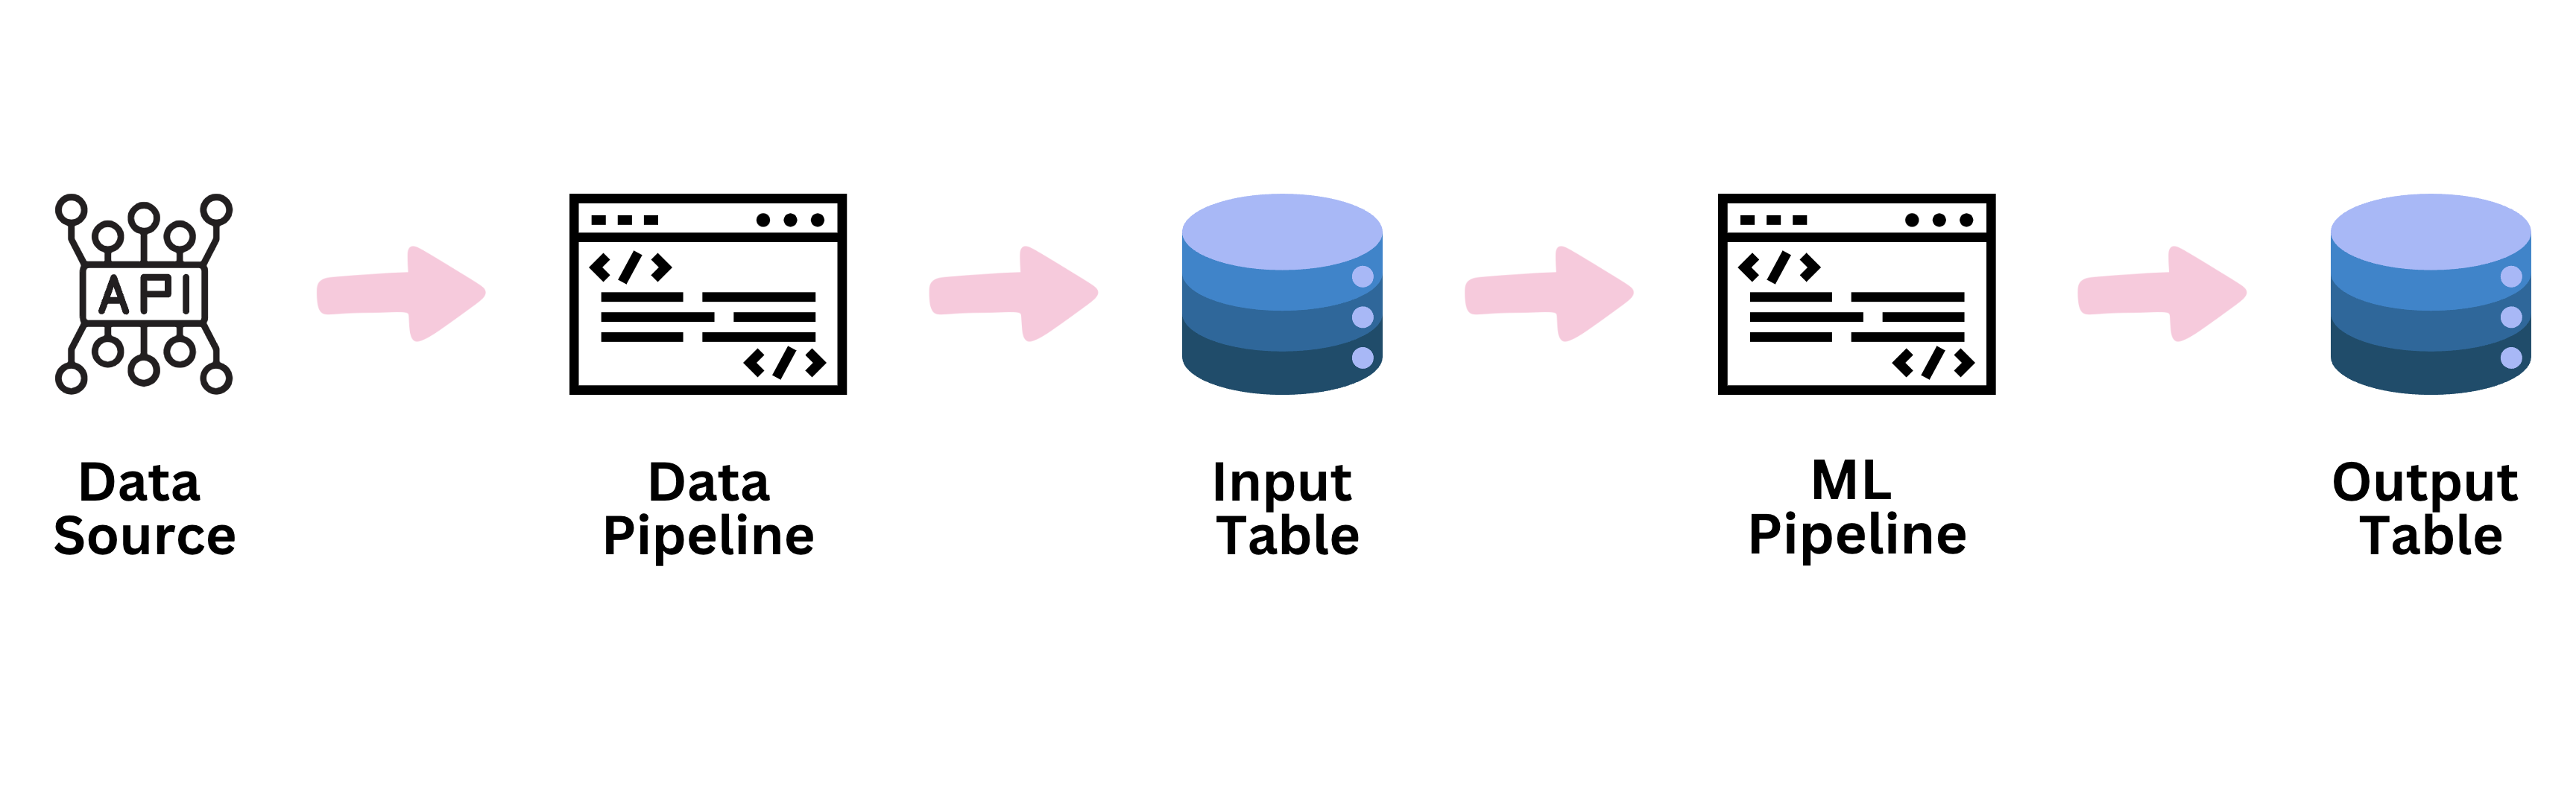 API
Data
Source
Data
Pipeline
Input
Table
ML
Pipeline
Output
Table